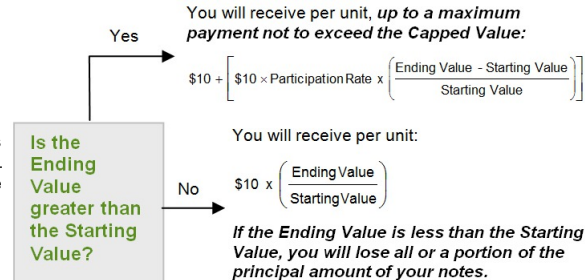 You will receive per unit, up to a maximum
payment not to exceed the Capped Value:
Yes
$10 + [ $10 × Participation Rate x ( Ending Value - Starting Value / Starting Value ) ]
Is the
Ending
Value
greater than
the Starting
Value?
You will receive per unit:
No
$10 x ( Ending Value / Starting Value )
If the Ending Value is less than the Starting
Value, you will lose all or a portion of the
principal amount of your notes.